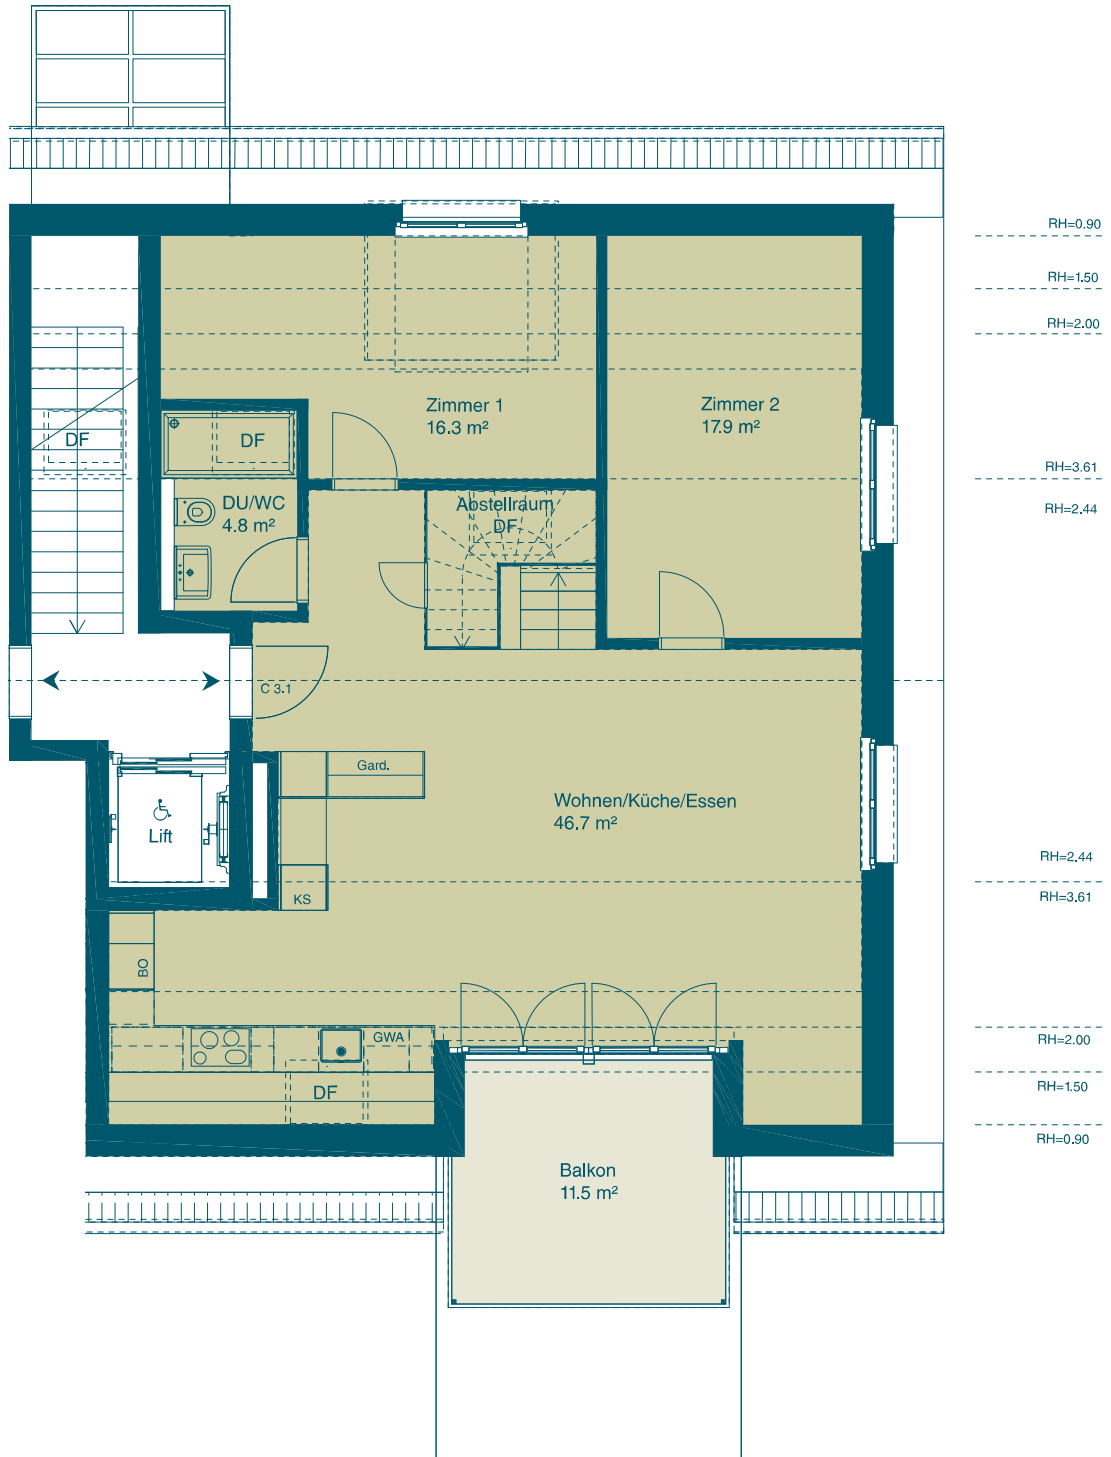 RH=0.90
RH=1.50
RH=2.00
Zimmer 1
16.3 m²
Zimmer 2
17.9 m²
DF
DF
RH=3.61
DU/WC
4.8 m²
Abstellraum
DF
RH=2.44
C 3.1
Gard.
Wohnen/Küche/Essen
46.7 m²
Lift
RH=2.44
KS
RH=3.61
BO
GWA
RH=2.00
DF
RH=1.50
RH=0.90
Balkon
11.5 m²